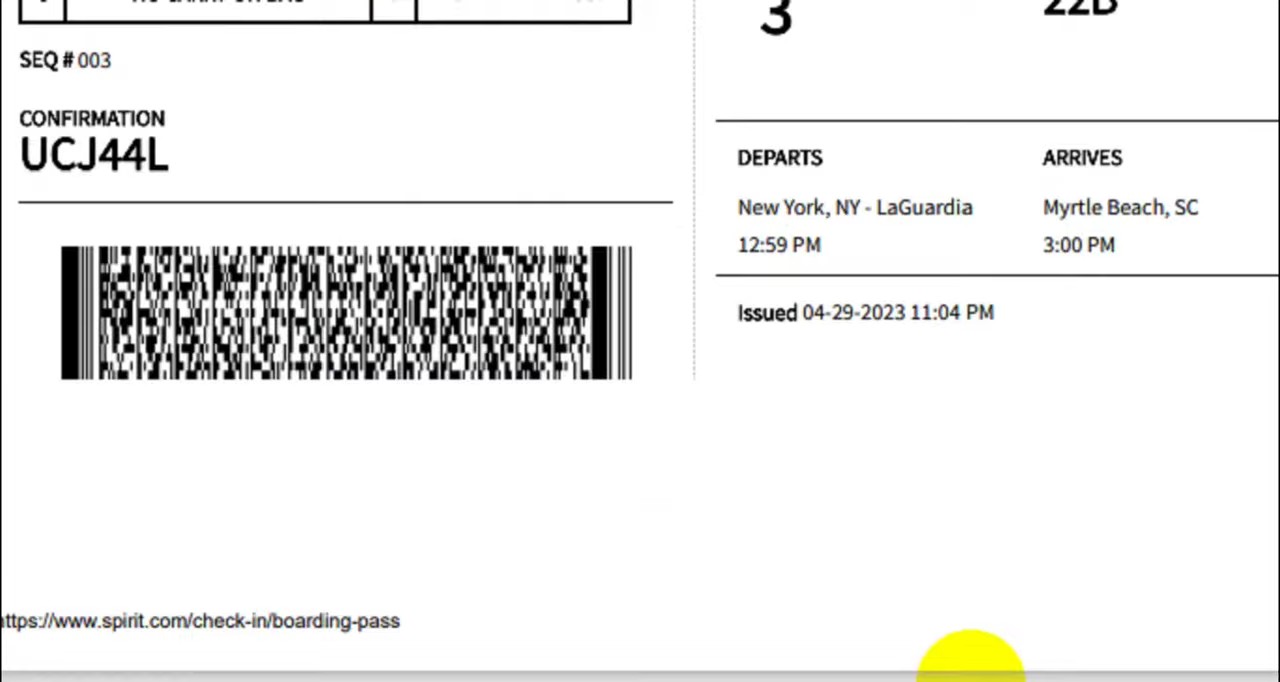 3
22B
SEQ # 003
CONFIRMATION
UCJ44L
DEPARTS
ARRIVES
New York, NY - LaGuardia
Myrtle Beach, SC
12:59 PM
3:00 PM
Issued 04-29-2023 11:04 PM
ttps://www.spirit.com/check-in/boarding-pass